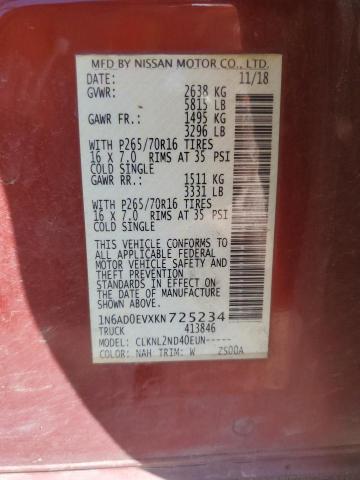 MFD BY NISSAN MOTOR CO., LTD.
DATE: 11/18
GVWR: 2638 KG
5815 LB
GAWR FR.: 1495 KG
3296 LB
WITH P265/70R16 TIRES
16 X 7.0 RIMS AT 35 PSI
COLD SINGLE
GAWR RR.: 1511 KG
3331 LB
WITH P265/70R16 TIRES
16 X 7.0 RIMS AT 35 PSI
COLD SINGLE
THIS VEHICLE CONFORMS TO
ALL APPLICABLE FEDERAL
MOTOR VEHICLE SAFETY AND
THEFT PREVENTION
STANDARDS IN EFFECT ON THE
DATE OF MANUFACTURE
SHOWN ABOVE.
1N6AD0EVXKN725234
TRUCK 413846
MODEL: CLKNL2ND40EUN-----
COLOR: NAH TRIM: W 2S00A